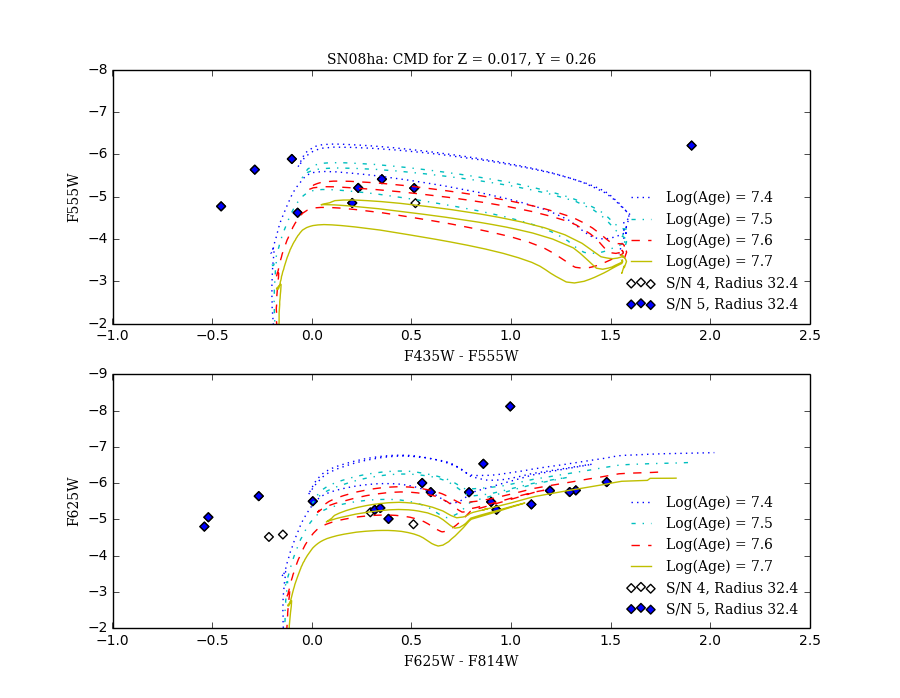 SN08ha: CMD for Z = 0.017, Y = 0.26
−8
−7
−6
−5
−4
−3
−2
F555W
−1.0 −0.5 0.0 0.5 1.0 1.5 2.0 2.5
F435W - F555W
Log(Age) = 7.4
Log(Age) = 7.5
Log(Age) = 7.6
Log(Age) = 7.7
S/N 4, Radius 32.4
S/N 5, Radius 32.4
−9
−8
−7
−6
−5
−4
−3
−2
F625W
−1.0 −0.5 0.0 0.5 1.0 1.5 2.0 2.5
F625W - F814W
Log(Age) = 7.4
Log(Age) = 7.5
Log(Age) = 7.6
Log(Age) = 7.7
S/N 4, Radius 32.4
S/N 5, Radius 32.4